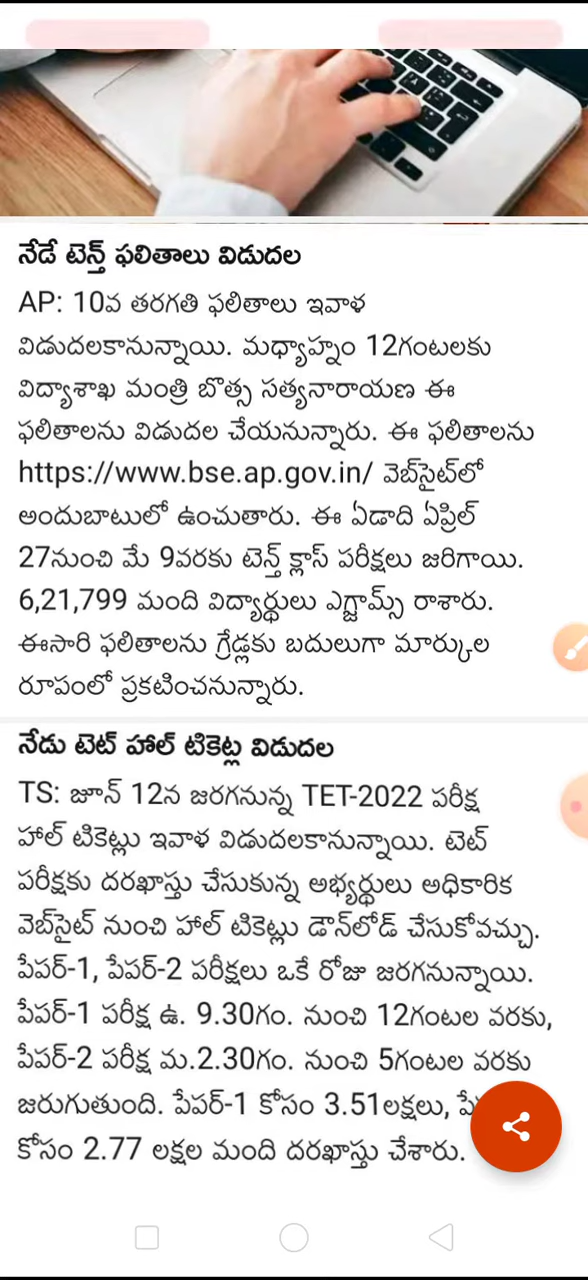 నేడే టెన్త్ ఫలితాలు విడుదల
AP: 10వ తరగతి ఫలితాలు ఇవాళ
విడుదలకానున్నాయి. మధ్యాహ్నం 12గంటలకు
విద్యాశాఖ మంత్రి బొత్స సత్యనారాయణ ఈ
ఫలితాలను విడుదల చేయనున్నారు. ఈ ఫలితాలను
https://www.bse.ap.gov.in/ వెబ్‌సైట్‌లో
అందుబాటులో ఉంచుతారు. ఈ ఏడాది ఏప్రిల్
27నుంచి మే 9వరకు టెన్త్ క్లాస్ పరీక్షలు జరిగాయి.
6,21,799 మంది విద్యార్థులు ఎగ్జామ్స్ రాశారు.
ఈసారి ఫలితాలను గ్రేడ్లకు బదులుగా మార్కుల
రూపంలో ప్రకటించనున్నారు.
నేడు టెట్ హాల్ టికెట్ల విడుదల
TS: జూన్ 12న జరగనున్న TET-2022 పరీక్ష
హాల్ టికెట్లు ఇవాళ విడుదలకానున్నాయి. టెట్
పరీక్షకు దరఖాస్తు చేసుకున్న అభ్యర్థులు అధికారిక
వెబ్‌సైట్ నుంచి హాల్ టికెట్లు డౌన్‌లోడ్ చేసుకోవచ్చు.
పేపర్-1, పేపర్-2 పరీక్షలు ఒకే రోజు జరగనున్నాయి.
పేపర్-1 పరీక్ష ఉ. 9.30గం. నుంచి 12గంటల వరకు,
పేపర్-2 పరీక్ష మ.2.30గం. నుంచి 5గంటల వరకు
జరుగుతుంది. పేపర్-1 కోసం 3.51లక్షలు,
కోసం 2.77 లక్షల మంది దరఖాస్తు చేశారు.